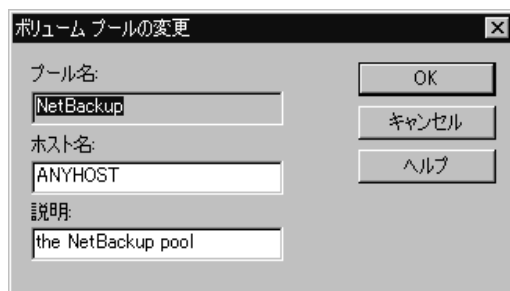 ボリューム プールの変更
プール名:
NetBackup
ホスト名:
ANYHOST
説明:
the NetBackup pool
OK
キャンセル
ヘルプ